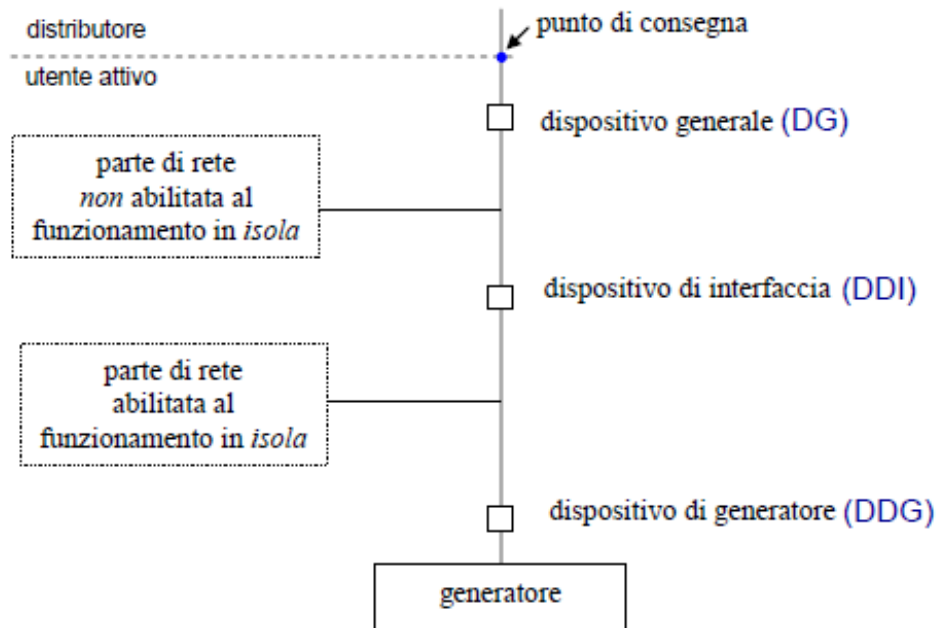 distributore
punto di consegna
utente attivo
dispositivo generale (DG)
parte di rete
non abilitata al
funzionamento in isola
dispositivo di interfaccia (DDI)
parte di rete
abilitata al
funzionamento in isola
dispositivo di generatore (DDG)
generatore